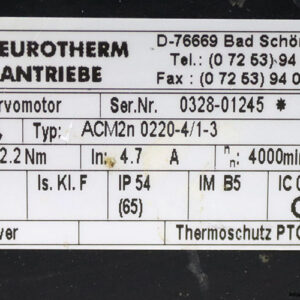 EUROTHERM
ANTRIEBE
D-76669 Bad Schön
Tel.: (0 72 53) 94
Fax : (0 72 53) 94 0
rvomotor Ser.Nr. 0328-01245 *
Typ: ACM2n 0220-4/1-3
2.2 Nm In: 4.7 A n n: 4000min
Is. Kl. F IP 54 IM B5 IC 0
(65)
ver Thermoschutz PTC